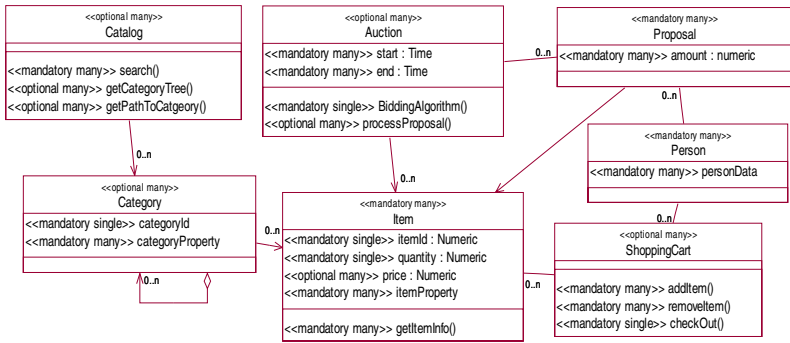 <<optional many>>
Catalog
<<mandatory many>> search()
<<optional many>> getCategoryTree()
<<optional many>> getPathToCatgeory()
0..n
<<optional many>>
Auction
<<mandatory many>> start : Time
<<mandatory many>> end : Time
<<mandatory single>> BiddingAlgorithm()
<<optional many>> processProposal()
0..n
0..n
<<mandatory many>>
Proposal
<<mandatory many>> amount : numeric
0..n
<<mandatory many>>
Person
<<mandatory many>> personData
0..n
<<optional many>>
Category
<<mandatory single>> categoryId
<<mandatory many>> categoryProperty
0..n
0..n
<<mandatory many>>
Item
<<mandatory single>> itemId : Numeric
<<mandatory single>> quantity : Numeric
<<optional many>> price : Numeric
<<mandatory many>> itemProperty
<<mandatory many>> getItemInfo()
0..n
<<optional many>>
ShoppingCart
<<mandatory many>> addItem()
<<mandatory many>> removeItem()
<<mandatory single>> checkOut()